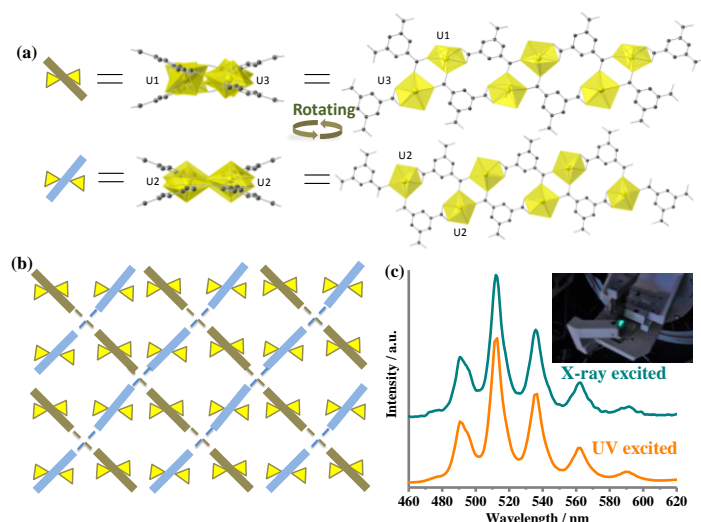 (a)
U1
U3
Rotating
U1
U3
U2
U2
U2
U2
(b)
(c)
Intensity / a.u.
X-ray excited
UV excited
460 480 500 520 540 560 580 600 620
Wavelength / nm